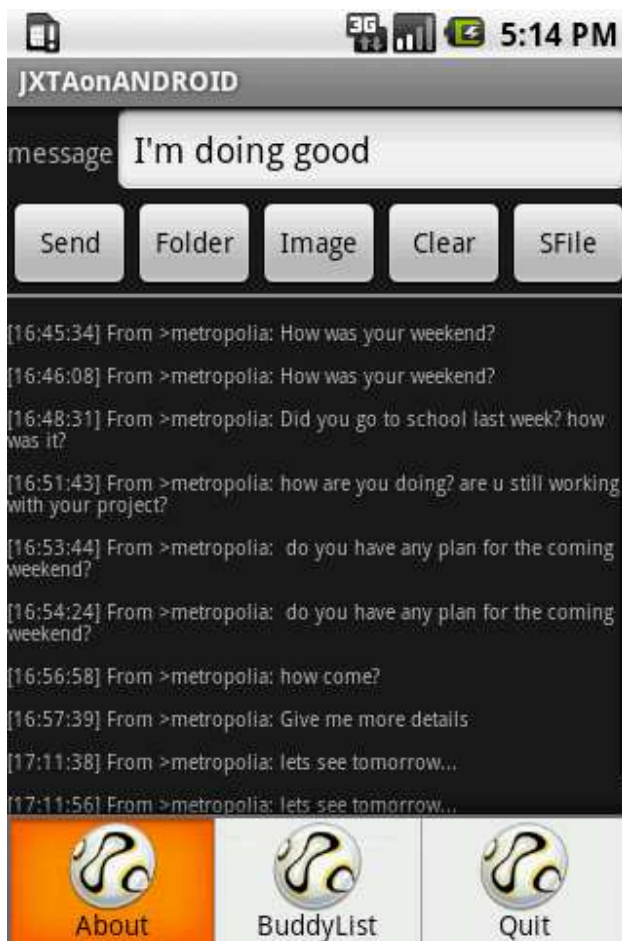 3G 5:14 PM
JXTAonANDROID
message I'm doing good
Send Folder Image Clear SFile
[16:45:34] From >metropolia: How was your weekend?
[16:46:08] From >metropolia: How was your weekend?
[16:48:31] From >metropolia: Did you go to school last week? how
was it?
[16:51:43] From >metropolia: how are you doing? are u still working
with your project?
[16:53:44] From >metropolia:  do you have any plan for the coming
weekend?
[16:54:24] From >metropolia:  do you have any plan for the coming
weekend?
[16:56:58] From >metropolia: how come?
[16:57:39] From >metropolia: Give me more details
[17:11:38] From >metropolia: lets see tomorrow...
[17:11:56] From >metropolia: lets see tomorrow...
About BuddyList Quit